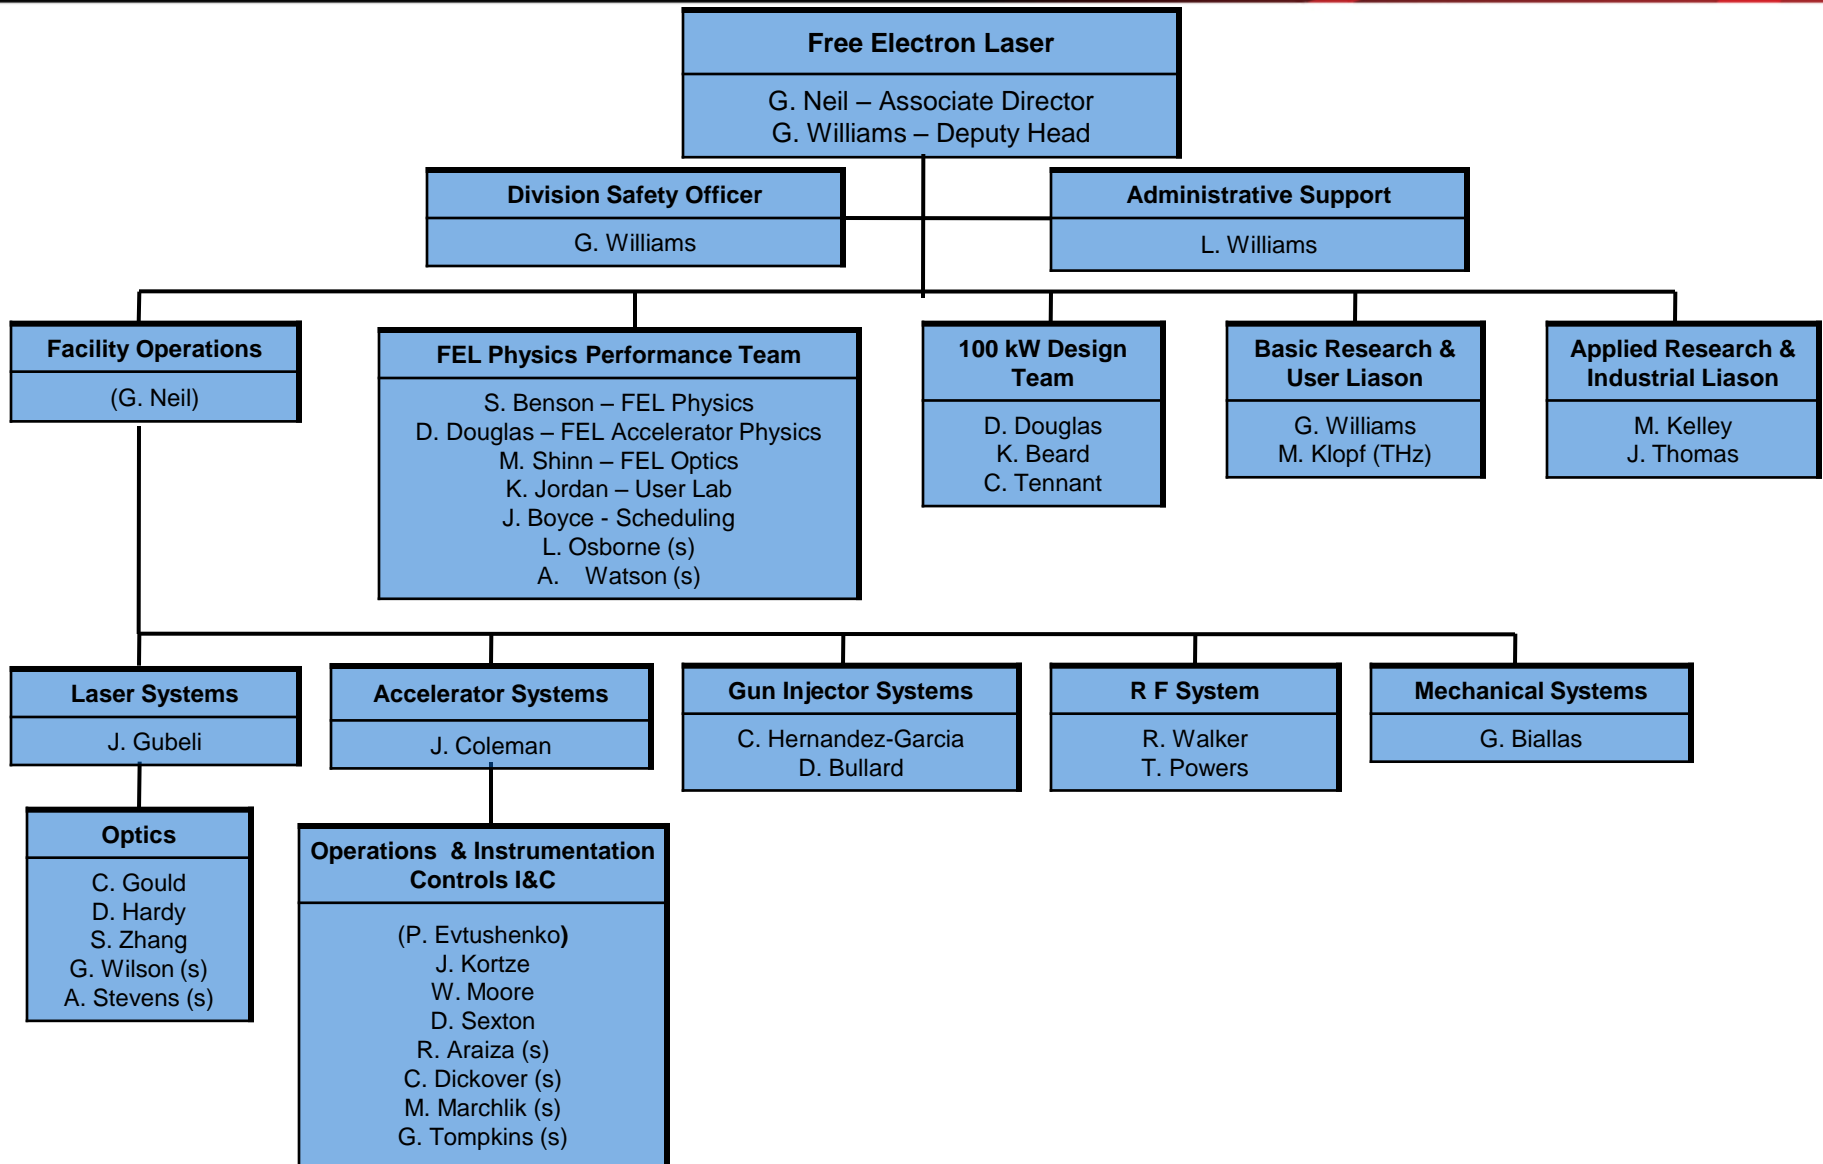 Free Electron Laser
G. Neil – Associate Director
G. Williams – Deputy Head
Division Safety Officer
G. Williams
Administrative Support
L. Williams
Facility Operations
(G. Neil)
FEL Physics Performance Team
S. Benson – FEL Physics
D. Douglas – FEL Accelerator Physics
M. Shinn – FEL Optics
K. Jordan – User Lab
J. Boyce - Scheduling
L. Osborne (s)
A. Watson (s)
100 kW Design
Team
D. Douglas
K. Beard
C. Tennant
Basic Research &
User Liason
G. Williams
M. Klopf (THz)
Applied Research &
Industrial Liason
M. Kelley
J. Thomas
Laser Systems
J. Gubeli
Accelerator Systems
J. Coleman
Gun Injector Systems
C. Hernandez-Garcia
D. Bullard
R F System
R. Walker
T. Powers
Mechanical Systems
G. Biallas
Optics
C. Gould
D. Hardy
S. Zhang
G. Wilson (s)
A. Stevens (s)
Operations & Instrumentation
Controls I&C
(P. Evtushenko)
J. Kortze
W. Moore
D. Sexton
R. Araiza (s)
C. Dickover (s)
M. Marchlik (s)
G. Tompkins (s)